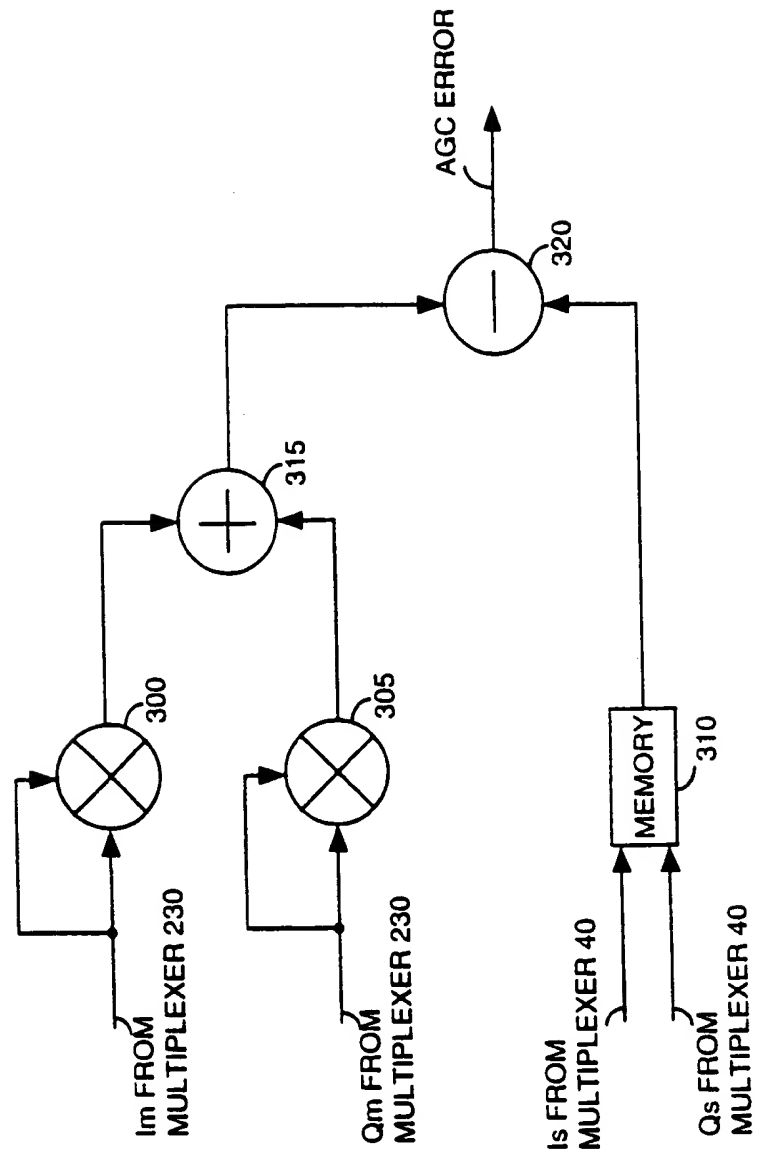 Im FROM
MULTIPLEXER 230
300
Qm FROM
MULTIPLEXER 230
305
315
Is FROM
MULTIPLEXER 40
Qs FROM
MULTIPLEXER 40
MEMORY
310
320
AGC ERROR